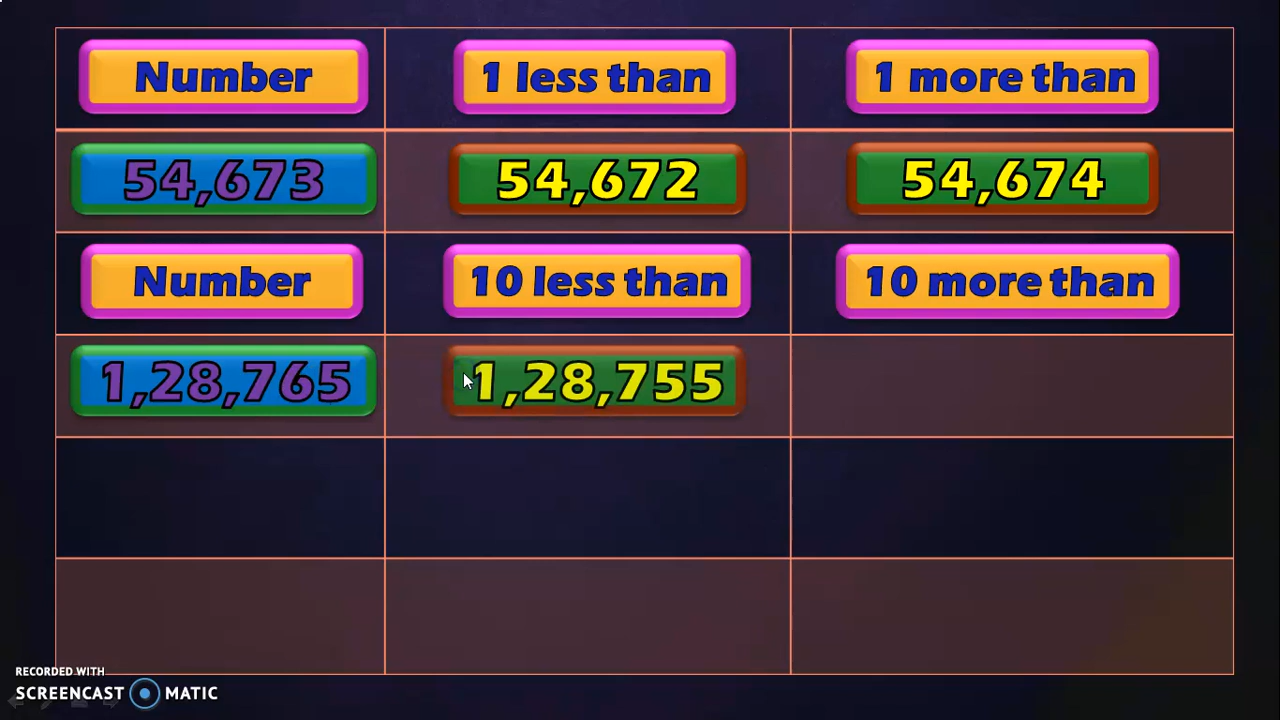 Number 1 less than 1 more than
54,673 54,672 54,674
Number 10 less than 10 more than
1,28,765 1,28,755
RECORDED WITH
SCREENCAST MATIC